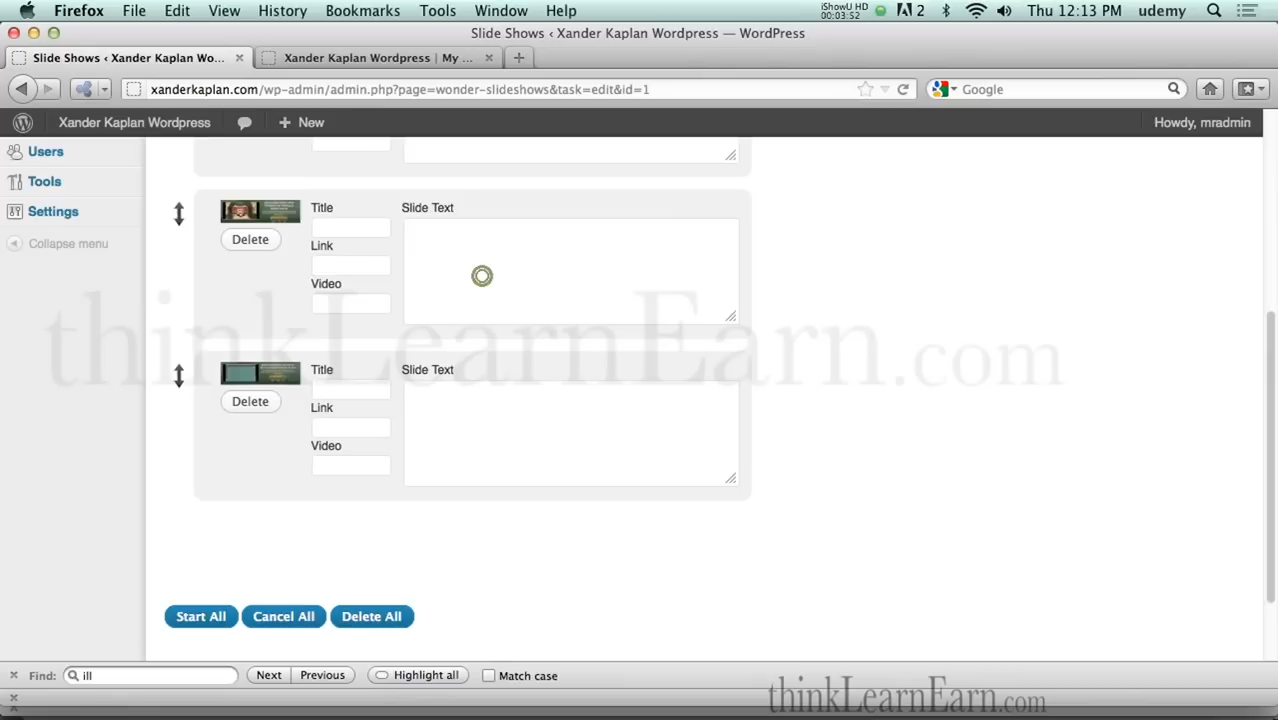 Firefox File Edit View History Bookmarks Tools Window Help iShowU HD 00:03:52 2 Thu 12:13 PM udemy
Slide Shows ‹ Xander Kaplan Wordpress — WordPress
Slide Shows ‹ Xander Kaplan Wo... Xander Kaplan Wordpress | My ...
xanderkaplan.com/wp-admin/admin.php?page=wonder-slideshows&task=edit&id=1 Google
Xander Kaplan Wordpress + New Howdy, mradmin
Users
Tools
Settings
Collapse menu
Title Slide Text
Delete
Link
Video
thinkLearnEarn.com
Title Slide Text
Delete
Link
Video
Start All Cancel All Delete All
Find: ill Next Previous Highlight all Match case
thinkLearnEarn.com